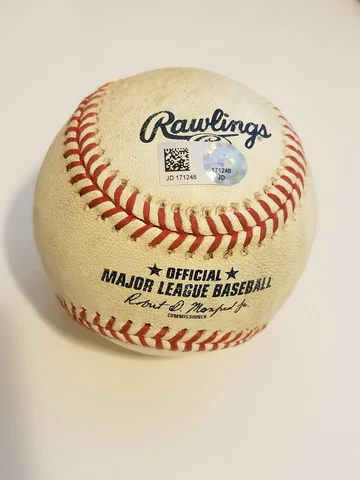 Rawlings
171248
JD
JD 171248
★ OFFICIAL ★
MAJOR LEAGUE BASEBALL
Robert D. Manfred Jr.
COMMISSIONER